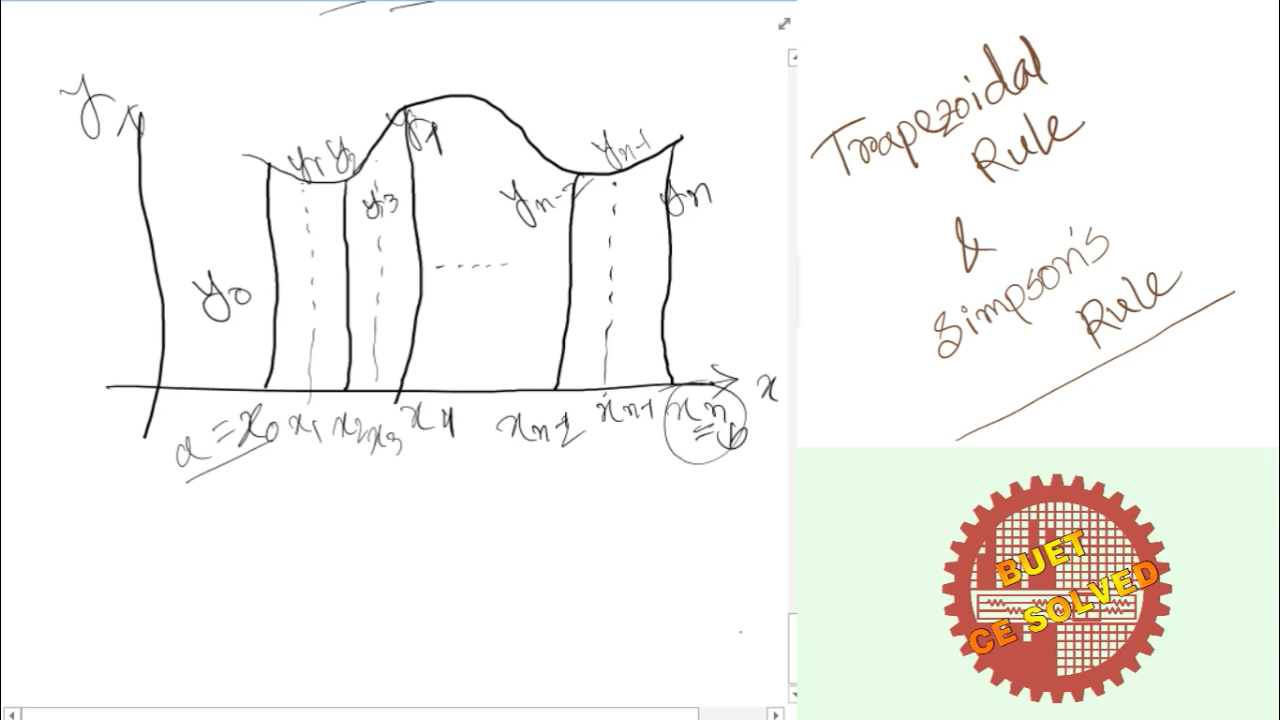 y
y1 y2
y3
y4
yn-2
yn-1
yn
y0
a = x0 x1 x2 x3 x4 xn-2 xn-1 xn = b
x
Trapezoidal
Rule
&
Simpson's
Rule
BUET
CE SOLVED